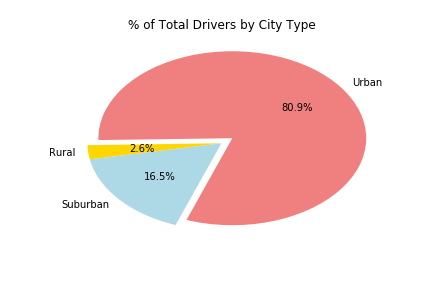 % of Total Drivers by City Type
Urban
80.9%
Rural
2.6%
16.5%
Suburban